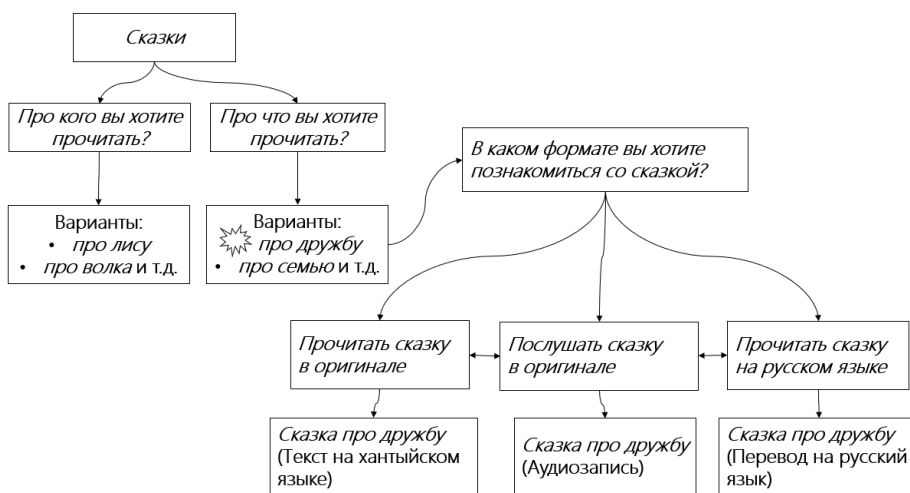 Сказки
Про кого вы хотите
прочитать?
Про что вы хотите
прочитать?
В каком формате вы хотите
познакомиться со сказкой?
Варианты:
• про лису
• про волка и т.д.
Варианты:
про дружбу
• про семью и т.д.
Прочитать сказку
в оригинале
Послушать сказку
в оригинале
Прочитать сказку
на русском языке
Сказка про дружбу
(Текст на хантыйском
языке)
Сказка про дружбу
(Аудиозапись)
Сказка про дружбу
(Перевод на русский
язык)